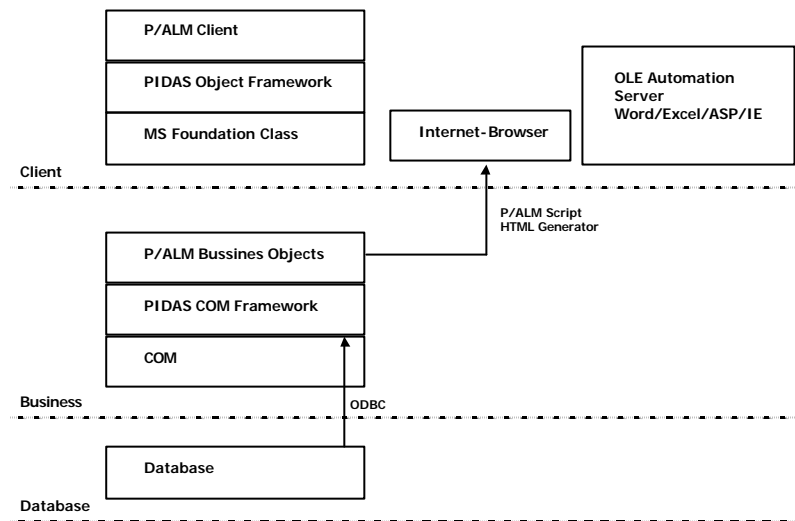 P/ALM Client
PIDAS Object Framework
MS Foundation Class
Internet-Browser
OLE Automation
Server
Word/Excel/ASP/IE
Client
P/ALM Script
HTML Generator
P/ALM Bussines Objects
PIDAS COM Framework
COM
Business
ODBC
Database
Database